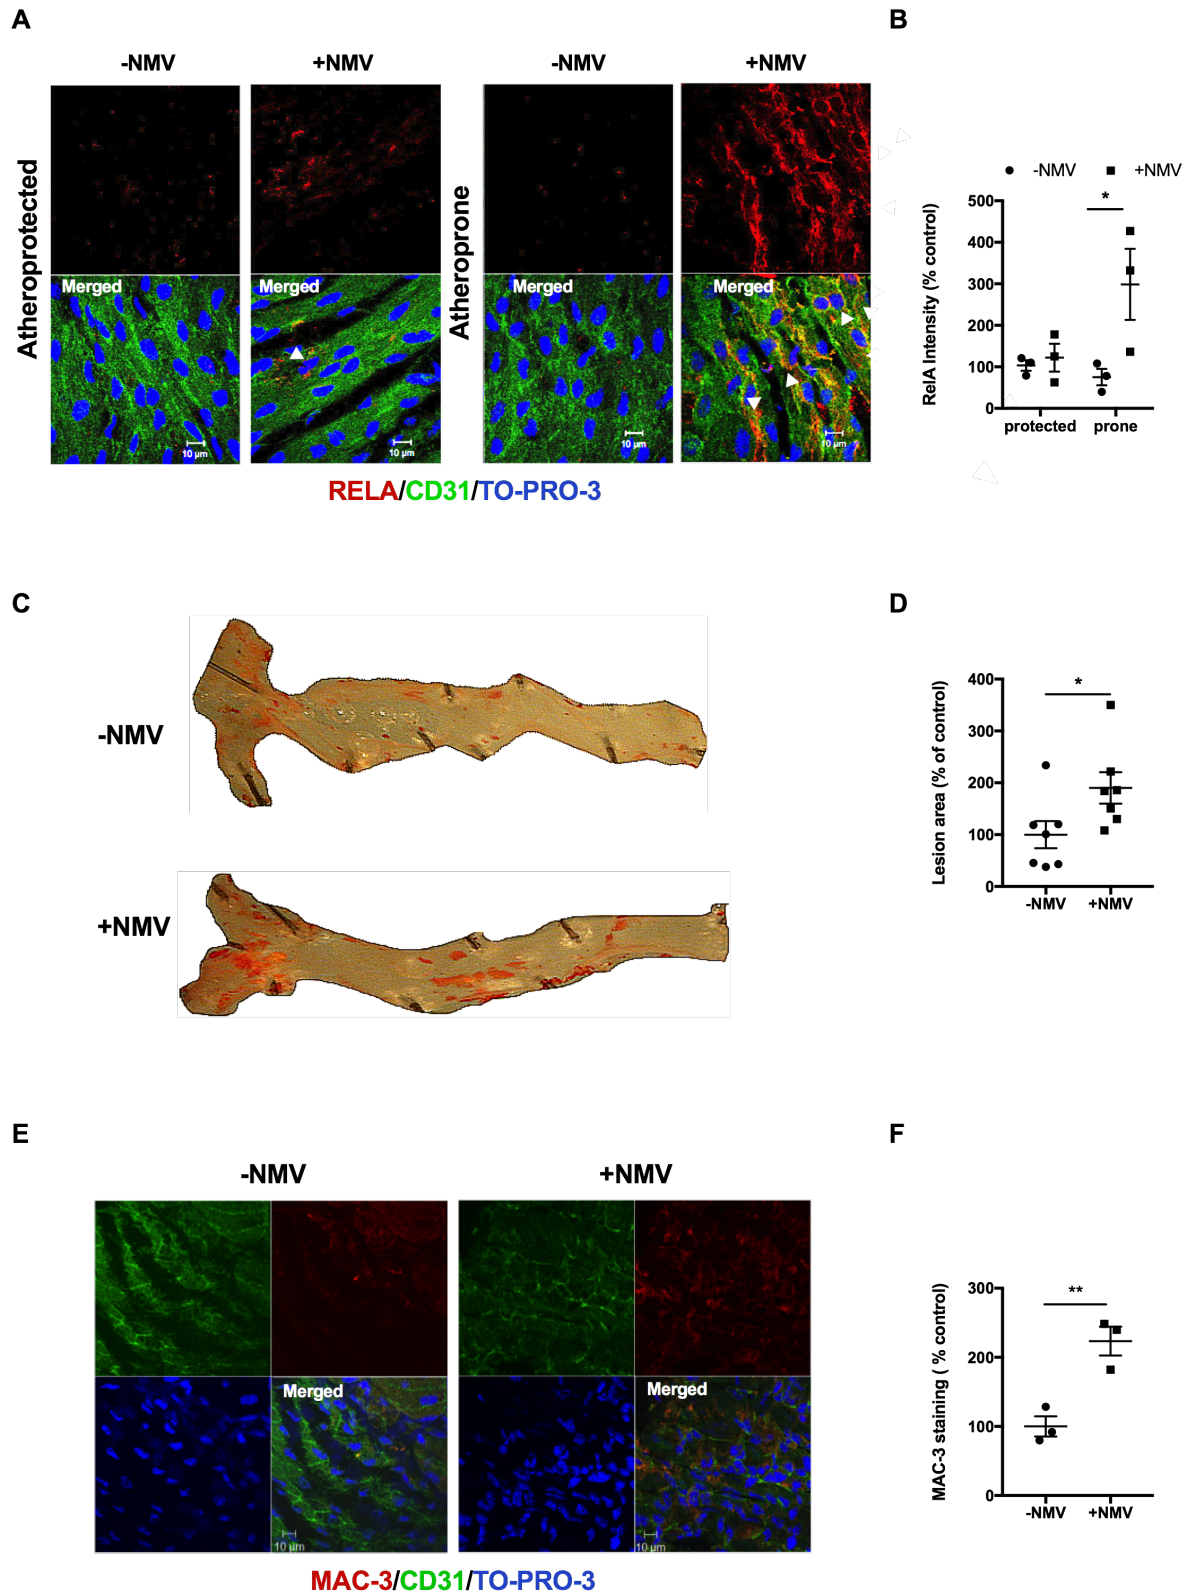 A
B
-NMV
+NMV
-NMV
+NMV
Atheroprotected
Merged
10 µm
Merged
10 µm
Atheroprone
Merged
10 µm
Merged
10 µm
RELA/CD31/TO-PRO-3
-NMV
+NMV
*
RelA Intensity (% control)
500
400
300
200
100
0
protected
prone
C
D
-NMV
+NMV
*
Lesion area (% of control)
400
300
200
100
0
-NMV
+NMV
E
F
-NMV
+NMV
Merged
10 µm
Merged
10 µm
MAC-3/CD31/TO-PRO-3
**
MAC-3 staining ( % control)
300
200
100
0
-NMV
+NMV